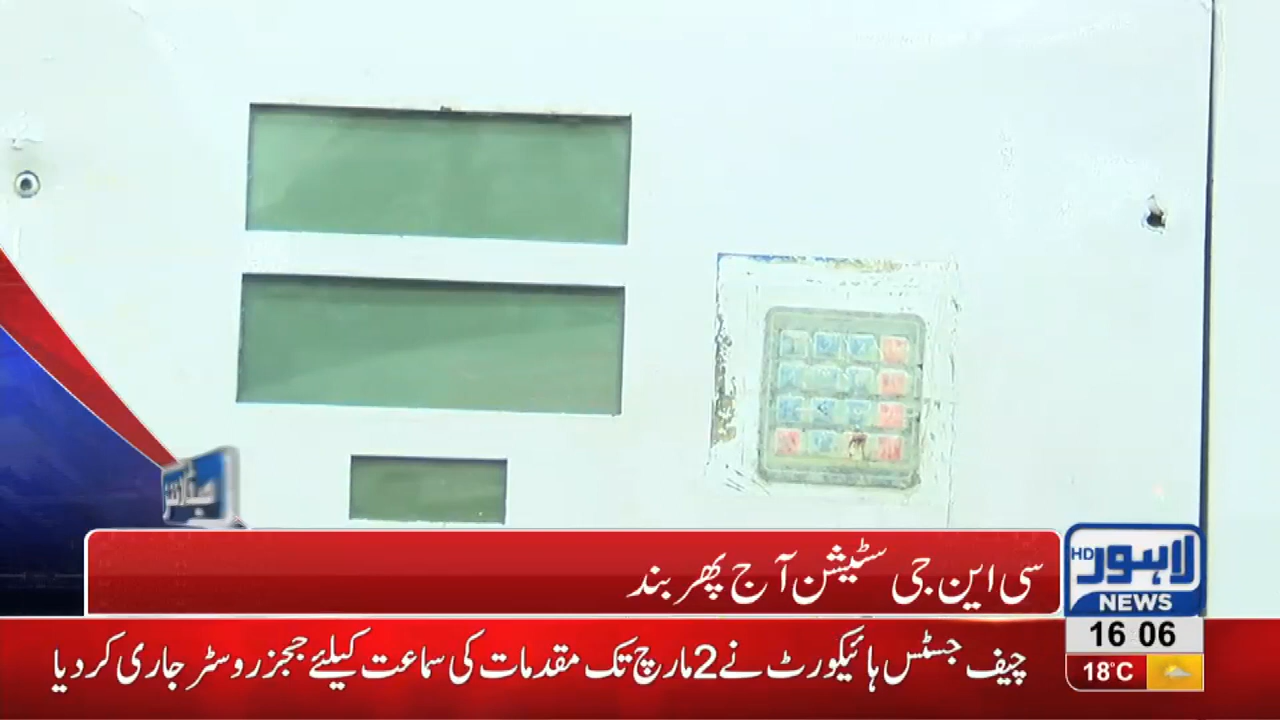 سی این جی سٹیشن آج پھر بند
HD لاہور
NEWS
16 06
18°C
چیف جسٹس ہائیکورٹ نے 2 مارچ تک مقدمات کی سماعت کیلئے ججز روسٹر جاری کر دیا